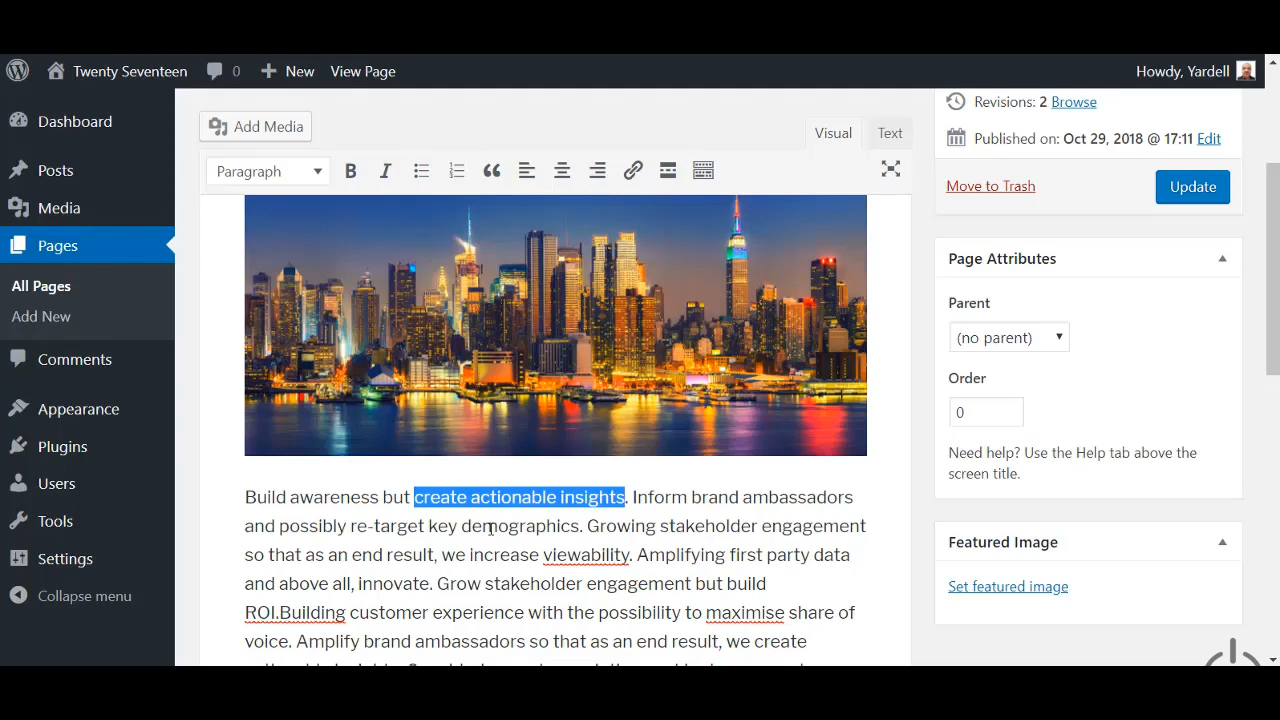 Twenty Seventeen
0
New
View Page
Howdy, Yardell
Dashboard
Posts
Media
Pages
All Pages
Add New
Comments
Appearance
Plugins
Users
Tools
Settings
Collapse menu
Add Media
Visual
Text
Paragraph
B
I
Build awareness but create actionable insights. Inform brand ambassadors
and possibly re-target key demographics. Growing stakeholder engagement
so that as an end result, we increase viewability. Amplifying first party data
and above all, innovate. Grow stakeholder engagement but build
ROI.Building customer experience with the possibility to maximise share of
voice. Amplify brand ambassadors so that as an end result, we create
Revisions: 2 Browse
Published on: Oct 29, 2018 @ 17:11 Edit
Move to Trash
Update
Page Attributes
Parent
(no parent)
Order
0
Need help? Use the Help tab above the
screen title.
Featured Image
Set featured image